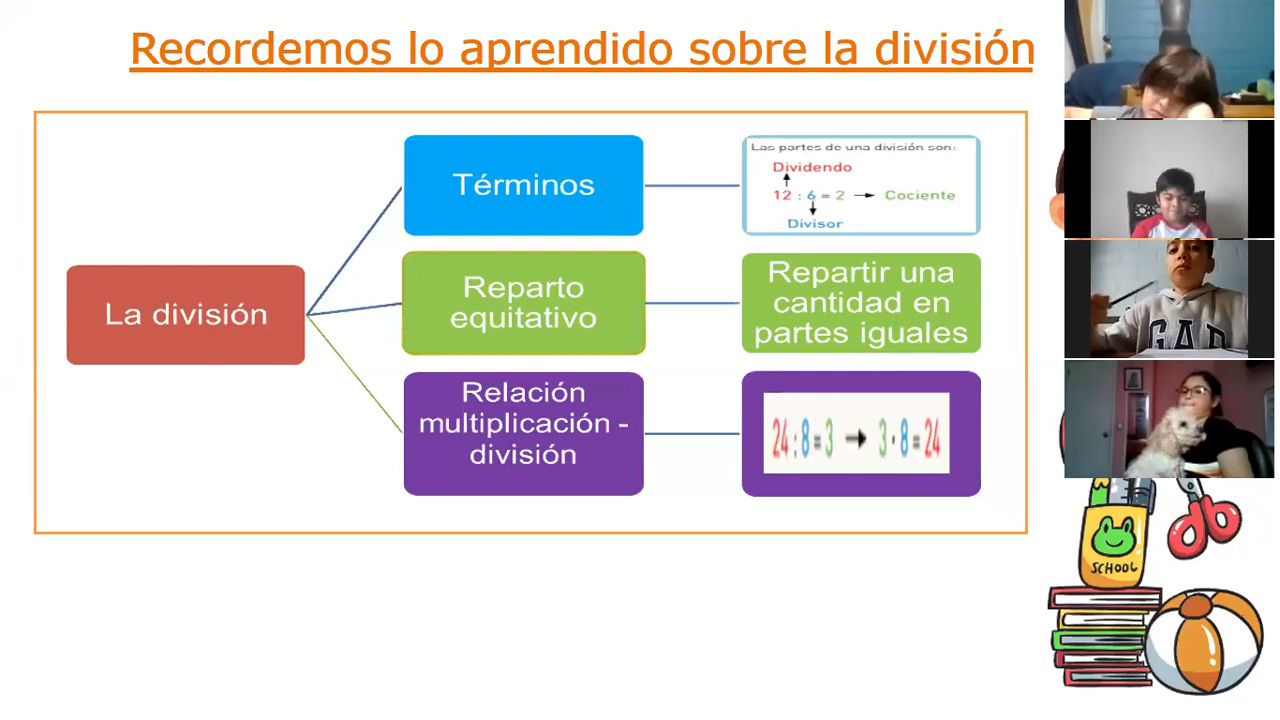 Recordemos lo aprendido sobre la división
La división
Términos
Las partes de una división son:
Dividendo
12 : 6 = 2 → Cociente
Divisor
Reparto
equitativo
Repartir una
cantidad en
partes iguales
Relación
multiplicación -
división
24 : 8 = 3 → 3 · 8 = 24
GAP
SCHOOL